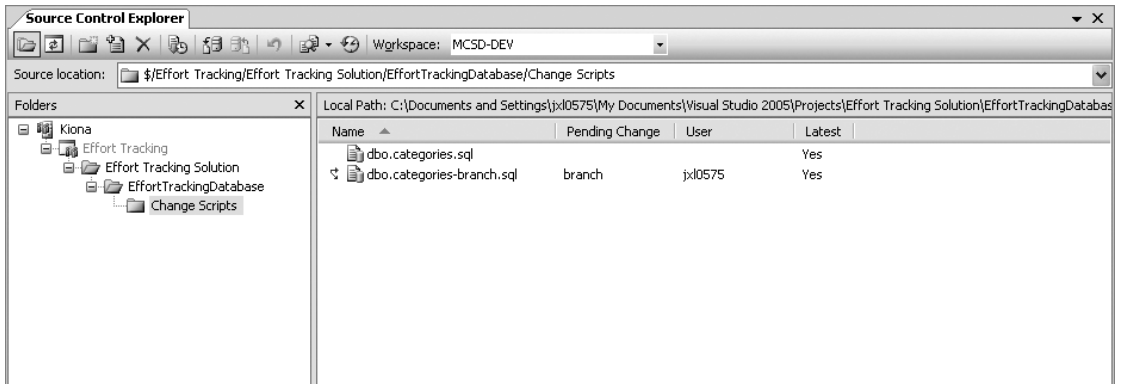 Source Control Explorer
Workspace: MCSD-DEV
Source location: $/Effort Tracking/Effort Tracking Solution/EffortTrackingDatabase/Change Scripts
Folders
Local Path: C:\Documents and Settings\jxl0575\My Documents\Visual Studio 2005\Projects\Effort Tracking Solution\EffortTrackingDatabas
Kiona
Effort Tracking
Effort Tracking Solution
EffortTrackingDatabase
Change Scripts
Name Pending Change User Latest
dbo.categories.sql Yes
dbo.categories-branch.sql branch jxl0575 Yes